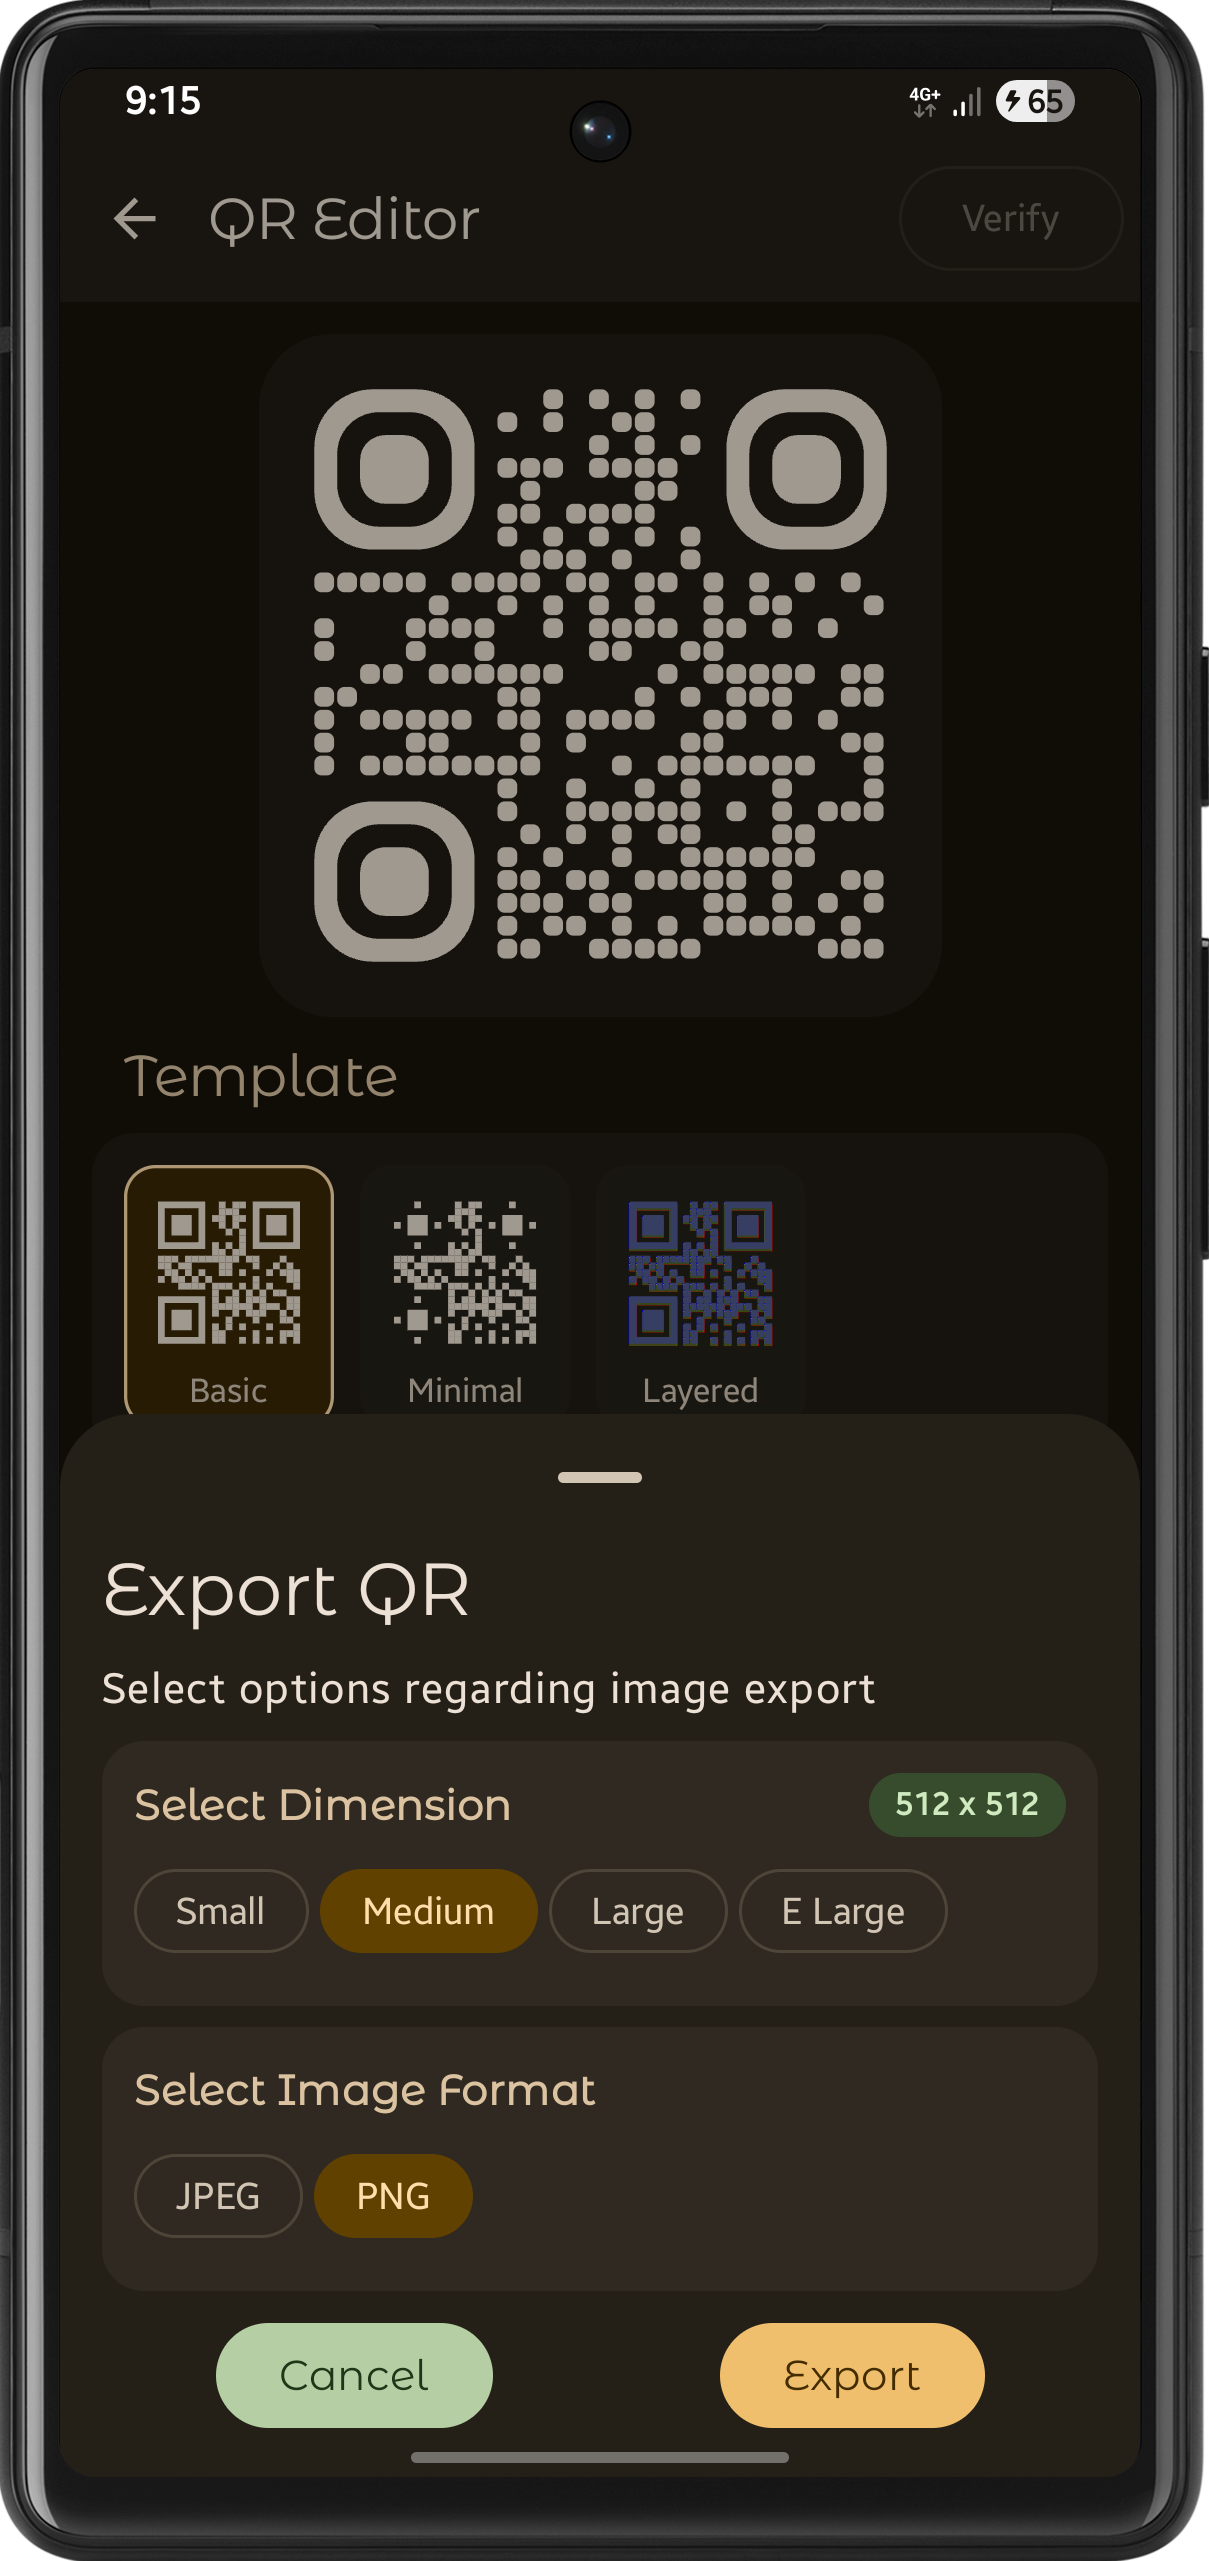 9:15
4G+
65
QR Editor
Verify
Template
Basic
Minimal
Layered
Export QR
Select options regarding image export
Select Dimension
512 x 512
Small
Medium
Large
E Large
Select Image Format
JPEG
PNG
Cancel
Export